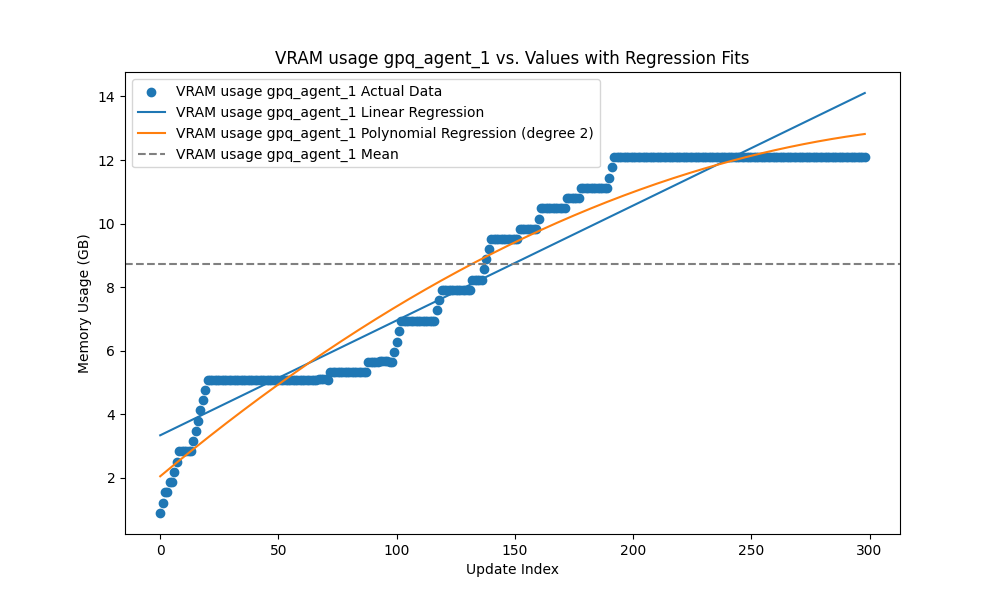 VRAM usage gpq_agent_1 vs. Values with Regression Fits
VRAM usage gpq_agent_1 Actual Data
VRAM usage gpq_agent_1 Linear Regression
VRAM usage gpq_agent_1 Polynomial Regression (degree 2)
VRAM usage gpq_agent_1 Mean
Memory Usage (GB)
14
12
10
8
6
4
2
0 50 100 150 200 250 300
Update Index